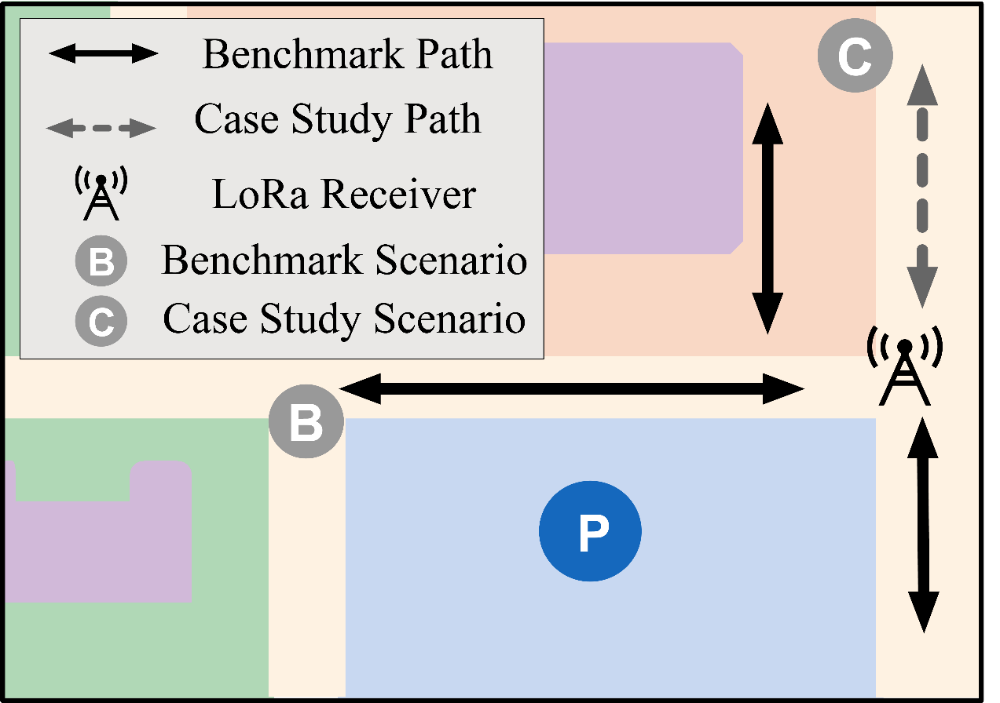 Benchmark Path
Case Study Path
LoRa Receiver
B Benchmark Scenario
C Case Study Scenario
C
B
P